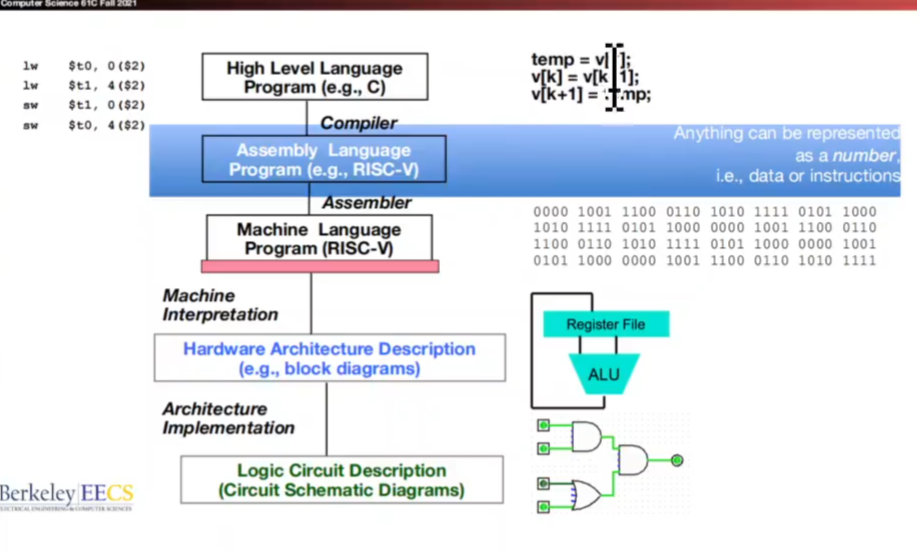 Computer Science 61C Fall 2021
lw $t0, 0($2)
lw $t1, 4($2)
sw $t1, 0($2)
sw $t0, 4($2)
High Level Language
Program (e.g., C)
temp = v[
v[k] = v[k
v[k+1] =
Compiler
Assembly Language
Program (e.g., RISC-V)
Anything can be represented
as a number,
i.e., data or instructions
Assembler
Machine Language
Program (RISC-V)
0000 1001 1100 0110 1010 1111 0101 1000
1010 1111 0101 1000 0000 1001 1100 0110
1100 0110 1010 1111 0101 1000 0000 1001
0101 1000 0000 1001 1100 0110 1010 1111
Machine
Interpretation
Register File
ALU
Hardware Architecture Description
(e.g., block diagrams)
Architecture
Implementation
Logic Circuit Description
(Circuit Schematic Diagrams)
Berkeley EECS
ELECTRICAL ENGINEERING & COMPUTER SCIENCES